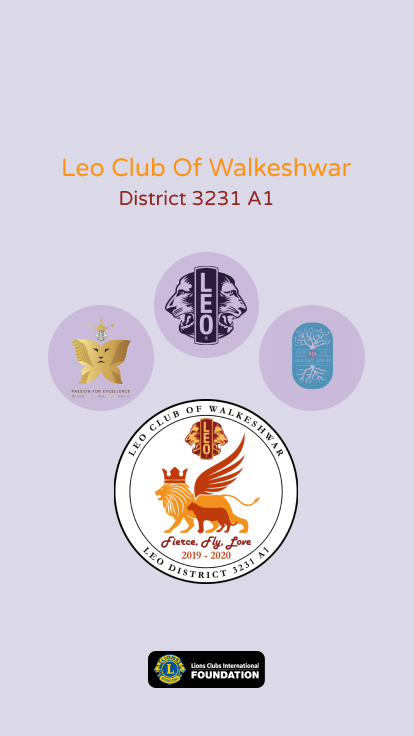 Leo Club Of Walkeshwar
District 3231 A1
LEO
PASSION FOR EXCELLENCE
LEO CLUB OF WALKESHWAR
LEO
Fierce, Fly, Love
2019 - 2020
LEO DISTRICT 3231 A1
LIONS
L
Lions Clubs International
FOUNDATION